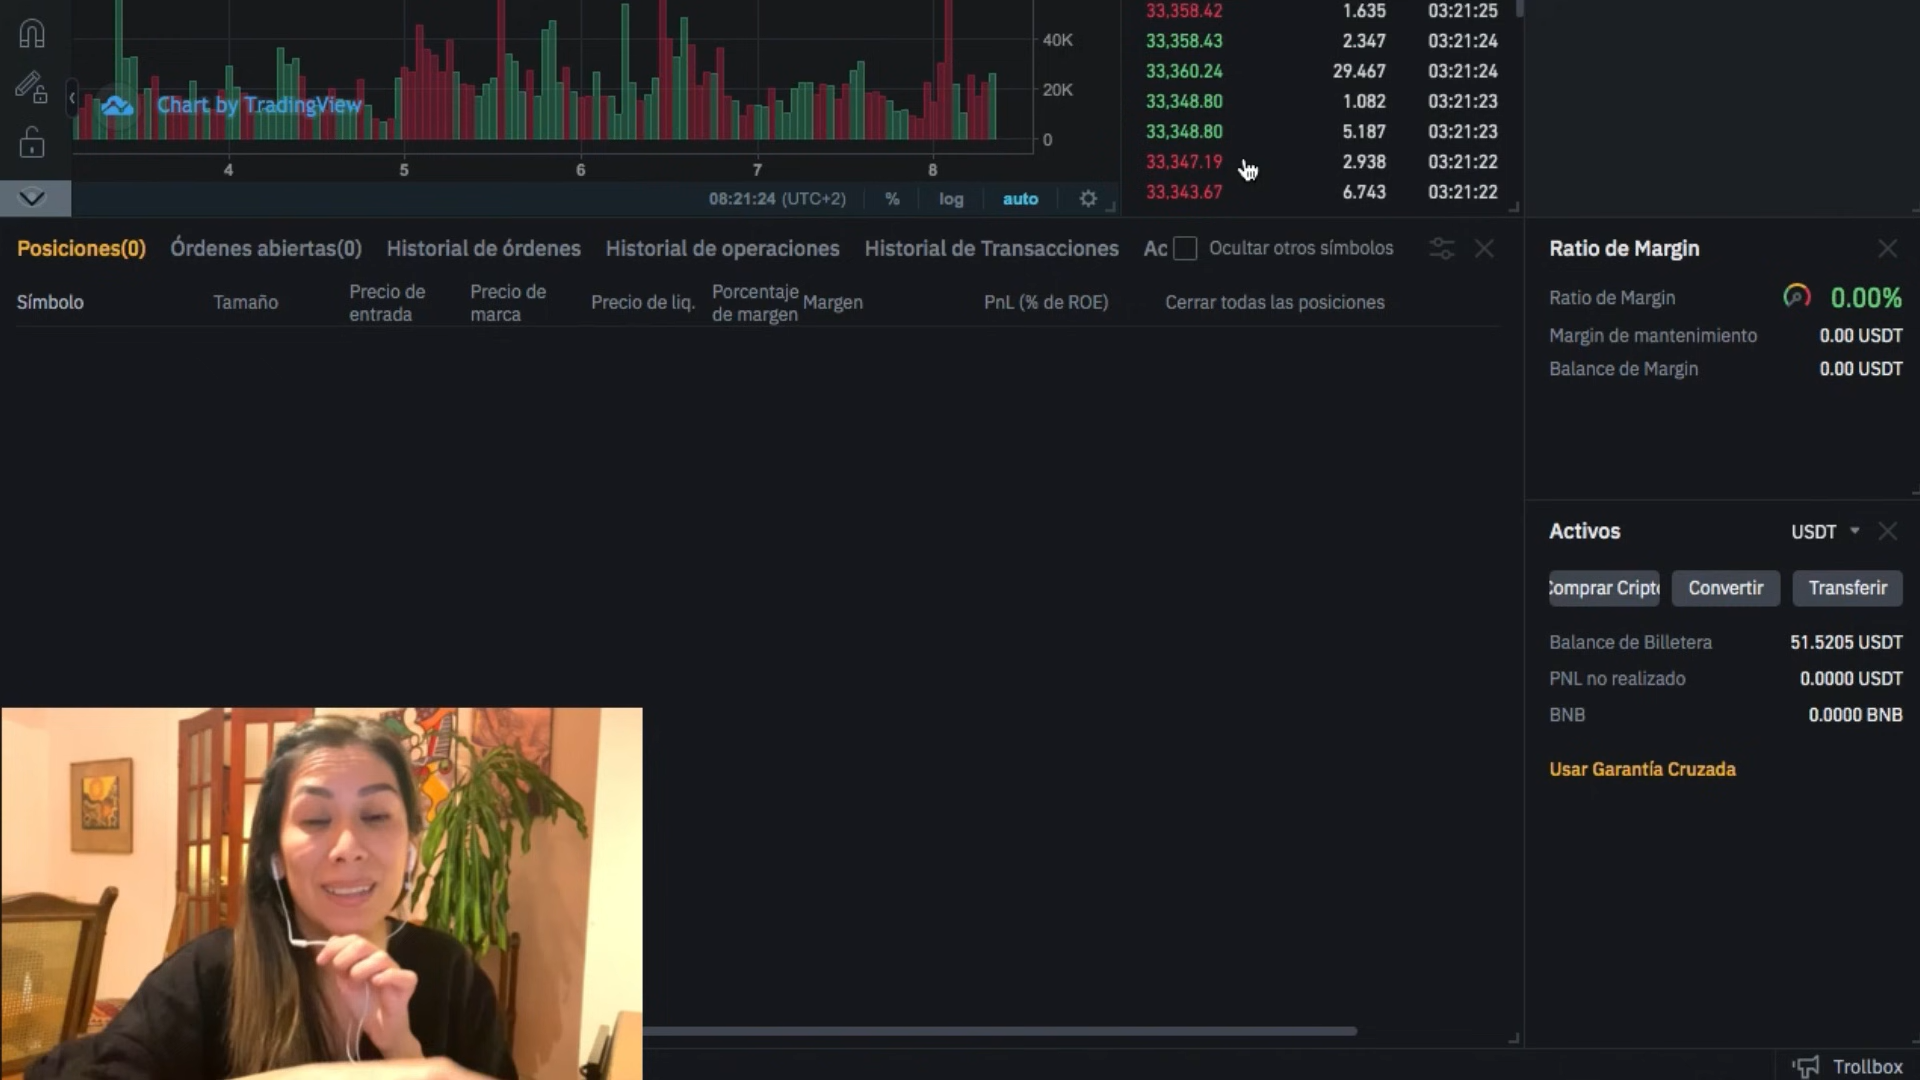 33,358.42 1.635 03:21:25
40K
33,358.43 2.347 03:21:24
33,360.24 29.467 03:21:24
20K
33,348.80 1.082 03:21:23
Chart by TradingView
33,348.80 5.187 03:21:23
0
33,347.19 2.938 03:21:22
4 5 6 7 8
33,343.67 6.743 03:21:22
08:21:24 (UTC+2) % log auto
Posiciones(0) Órdenes abiertas(0) Historial de órdenes Historial de operaciones Historial de Transacciones Ac Ocultar otros símbolos
Símbolo Tamaño Precio de entrada Precio de marca Precio de liq. Porcentaje de margen Margen PnL (% de ROE) Cerrar todas las posiciones
Ratio de Margin
Ratio de Margin 0.00%
Margin de mantenimiento 0.00 USDT
Balance de Margin 0.00 USDT
Activos USDT
Comprar Cripto Convertir Transferir
Balance de Billetera 51.5205 USDT
PNL no realizado 0.0000 USDT
BNB 0.0000 BNB
Usar Garantía Cruzada
Trollbox